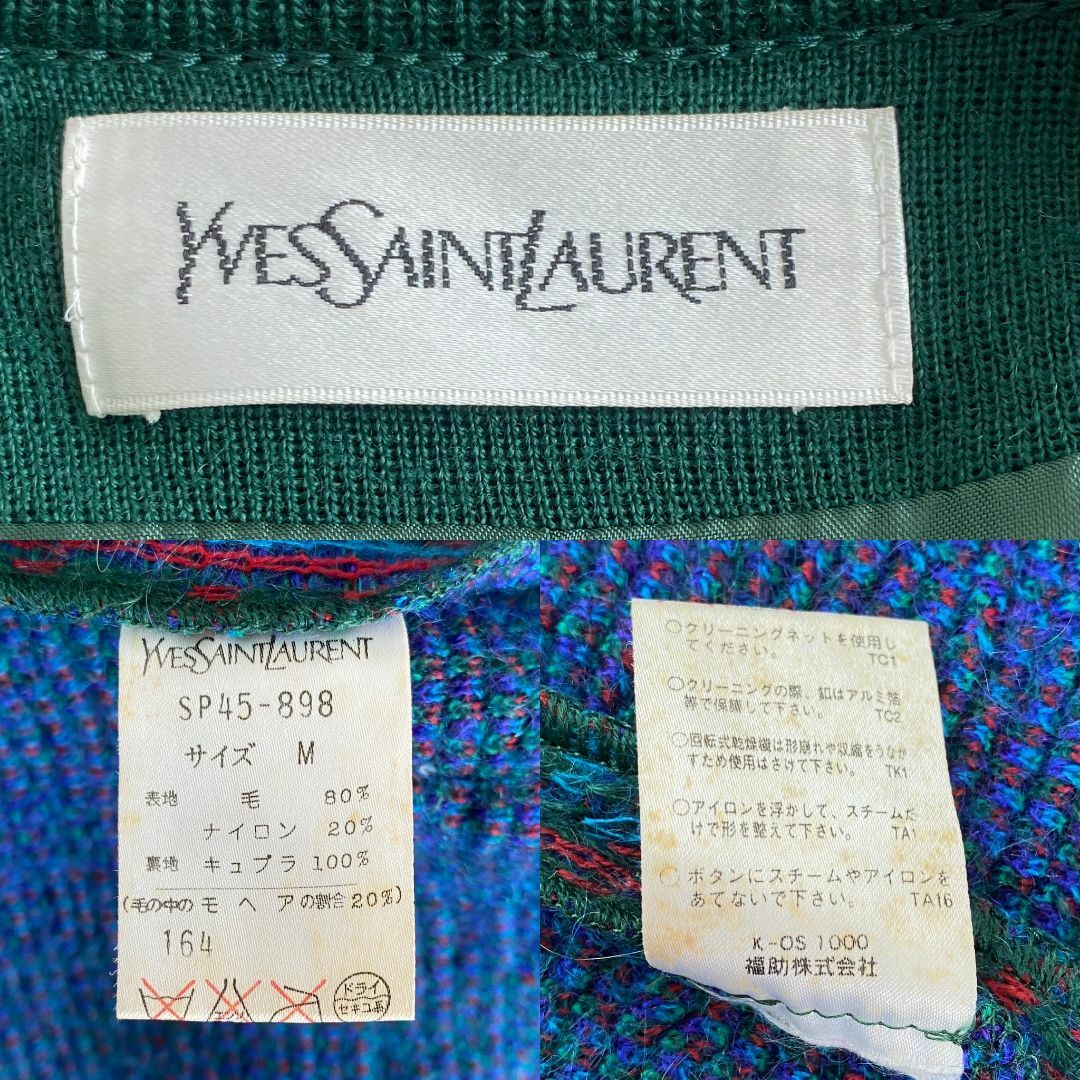 YVESSAINTLAURENT
YVESSAINTLAURENT
SP45-898
サイズ M
表地 毛 80%
ナイロン 20%
裏地 キュプラ 100%
(毛の中のモヘアの割合20%)
164
ドライ
セキユ系
○クリーニングネットを使用し
てください。 TC1
○クリーニングの際、釦はアルミ箔
等で保護して下さい。 TC2
○回転式乾燥機は形崩れや収縮をうなが
すため使用はさけて下さい。 TK1
○アイロンを浮かして、スチームだ
けで形を整えて下さい。 TA1
○ボタンにスチームやアイロンを
あてないで下さい。 TA16
K-OS 1000
福助株式会社